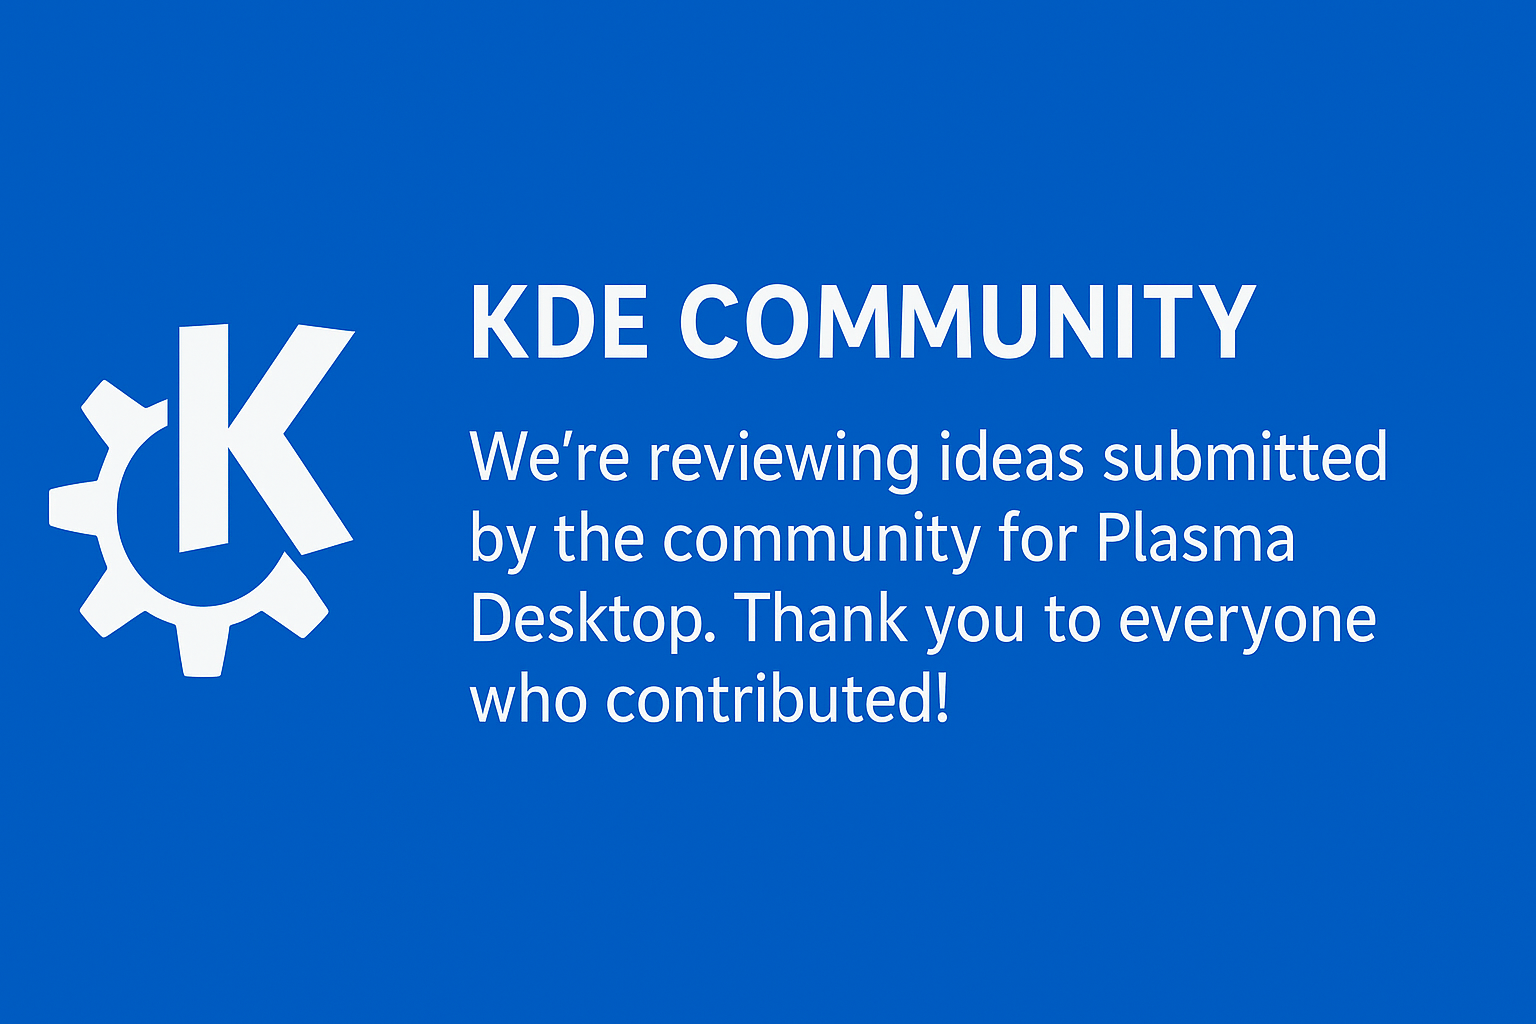 K
KDE COMMUNITY
We're reviewing ideas submitted
by the community for Plasma
Desktop. Thank you to everyone
who contributed!